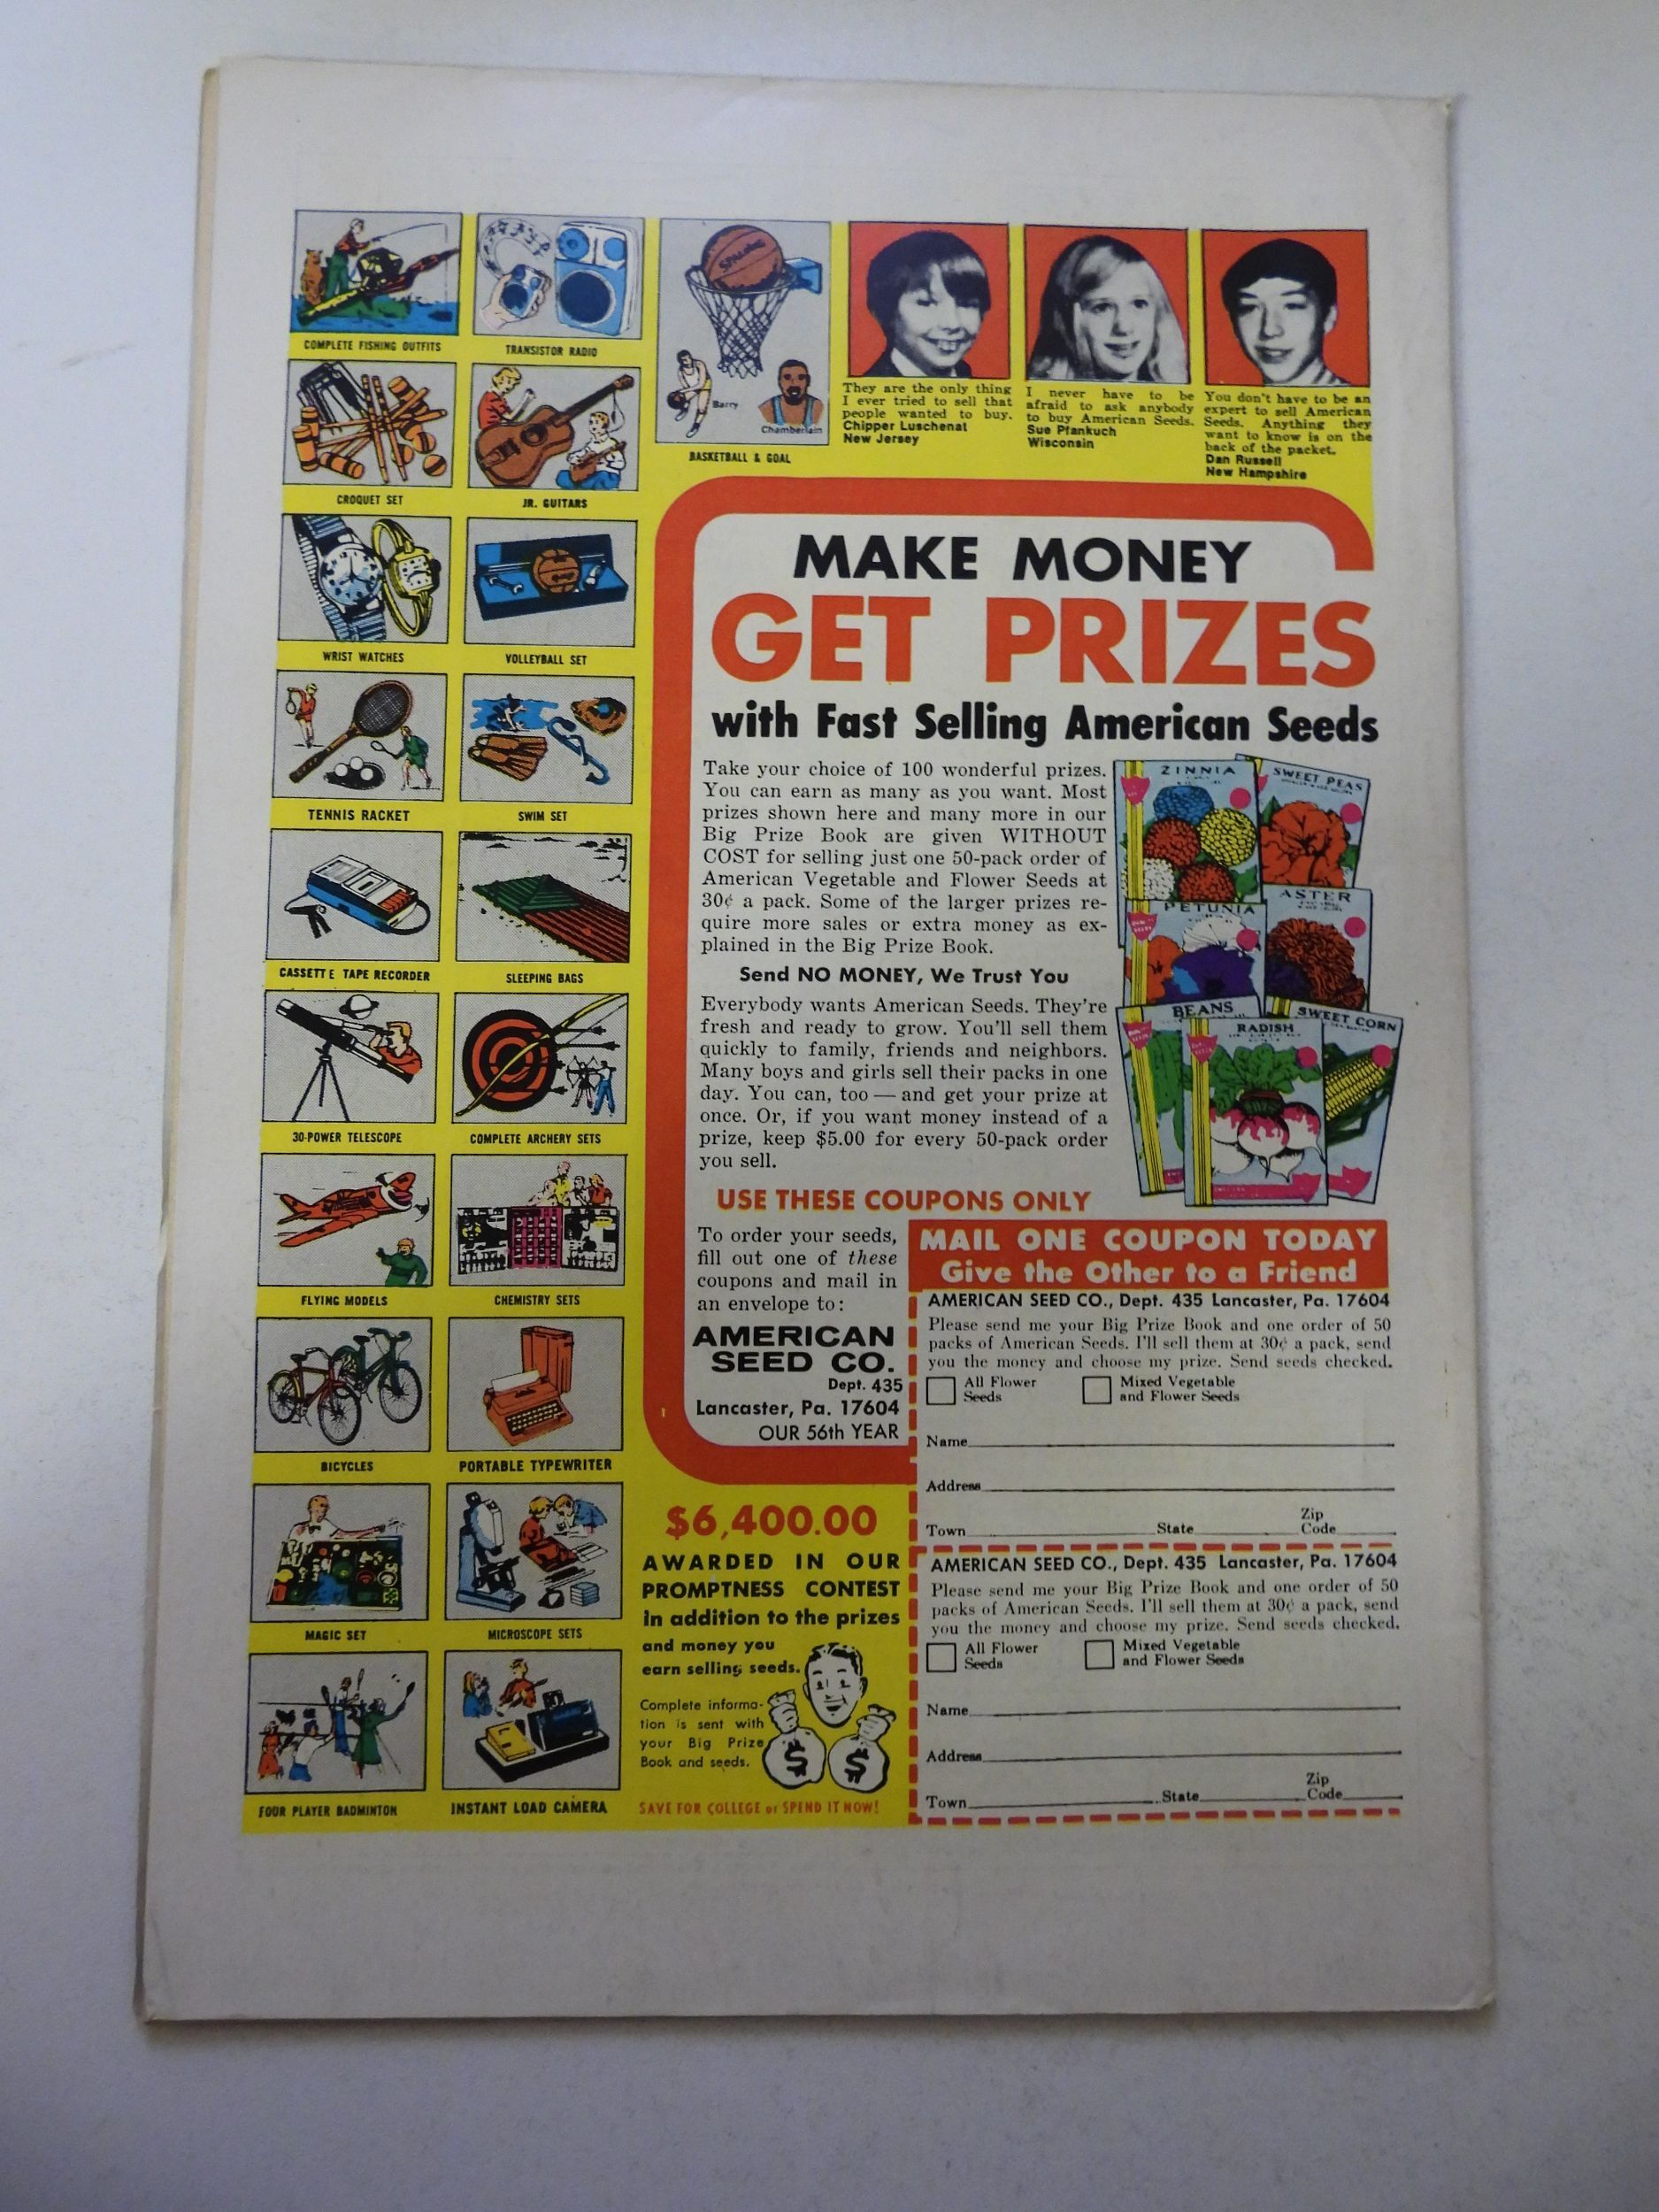 COMPLETE FISHING OUTFITS
TRANSISTOR RADIO
SPALDING
Barry
Chamberlain
BASKETBALL & GOAL
They are the only thing
I ever tried to sell that
people wanted to buy.
Chipper Luschenat
New Jersey
I never have to be
afraid to ask anybody
to buy American Seeds.
Sue Pfankuch
Wisconsin
You don't have to be an
expert to sell American
Seeds. Anything they
want to know is on the
back of the packet.
Dan Russell
New Hampshire
CROQUET SET
JR. GUITARS
WRIST WATCHES
VOLLEYBALL SET
TENNIS RACKET
SWIM SET
CASSETTE TAPE RECORDER
SLEEPING BAGS
30-POWER TELESCOPE
COMPLETE ARCHERY SETS
FLYING MODELS
CHEMISTRY SETS
BICYCLES
PORTABLE TYPEWRITER
MAGIC SET
MICROSCOPE SETS
FOUR PLAYER BADMINTON
INSTANT LOAD CAMERA
MAKE MONEY
GET PRIZES
with Fast Selling American Seeds
Take your choice of 100 wonderful prizes.
You can earn as many as you want. Most
prizes shown here and many more in our
Big Prize Book are given WITHOUT
COST for selling just one 50-pack order of
American Vegetable and Flower Seeds at
30¢ a pack. Some of the larger prizes re-
quire more sales or extra money as ex-
plained in the Big Prize Book.
Send NO MONEY, We Trust You
Everybody wants American Seeds. They're
fresh and ready to grow. You'll sell them
quickly to family, friends and neighbors.
Many boys and girls sell their packs in one
day. You can, too — and get your prize at
once. Or, if you want money instead of a
prize, keep $5.00 for every 50-pack order
you sell.
ZINNIA
SWEET PEAS
PETUNIA
ASTER
BEANS
RADISH
SWEET CORN
USE THESE COUPONS ONLY
To order your seeds,
fill out one of these
coupons and mail in
an envelope to:
AMERICAN
SEED CO.
Dept. 435
Lancaster, Pa. 17604
OUR 56th YEAR
MAIL ONE COUPON TODAY
Give the Other to a Friend
AMERICAN SEED CO., Dept. 435 Lancaster, Pa. 17604
Please send me your Big Prize Book and one order of 50
packs of American Seeds. I'll sell them at 30¢ a pack, send
you the money and choose my prize. Send seeds checked.
All Flower
Seeds
Mixed Vegetable
and Flower Seeds
Name
Address
Town State Zip
Code
AMERICAN SEED CO., Dept. 435 Lancaster, Pa. 17604
Please send me your Big Prize Book and one order of 50
packs of American Seeds. I'll sell them at 30¢ a pack, send
you the money and choose my prize. Send seeds checked.
All Flower
Seeds
Mixed Vegetable
and Flower Seeds
Name
Address
Town State Zip
Code
$6,400.00
AWARDED IN OUR
PROMPTNESS CONTEST
in addition to the prizes
and money you
earn selling seeds.
Complete informa-
tion is sent with
your Big Prize
Book and seeds.
$ $
SAVE FOR COLLEGE or SPEND IT NOW!